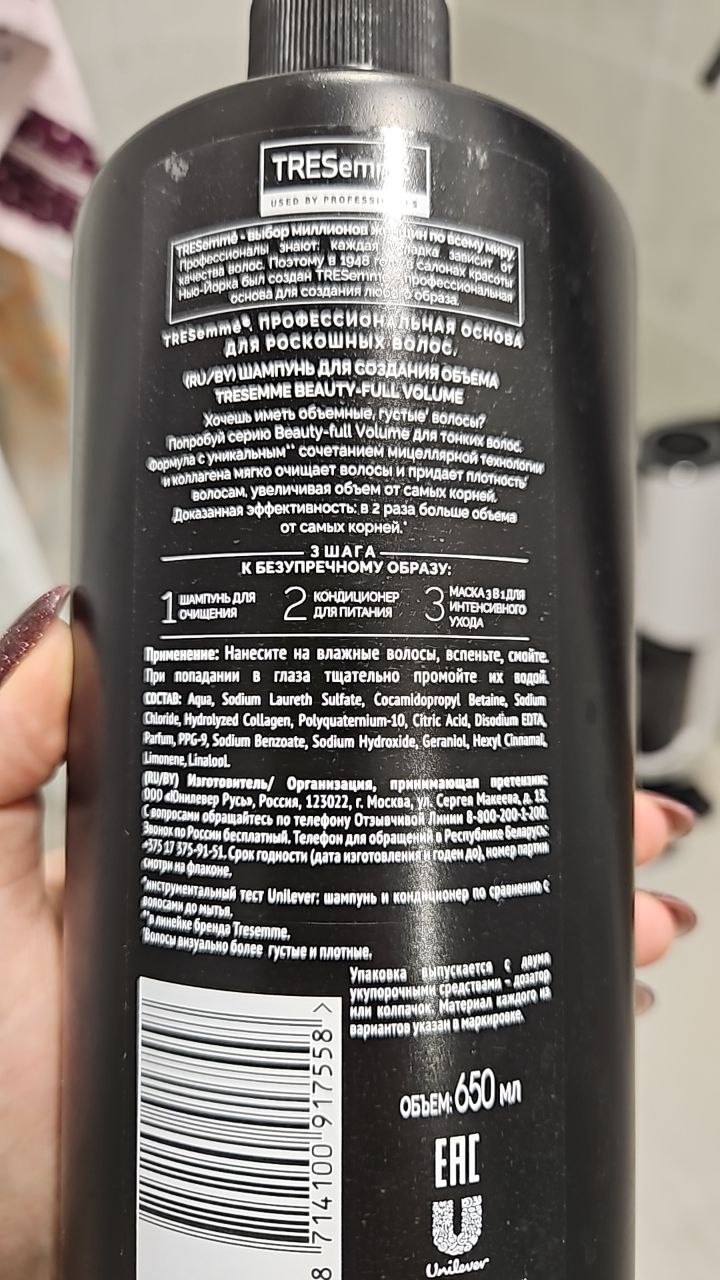 TRESem
USED BY PROFESSI
TRESemmé - выбор миллионов по всему миру.
Профессионалы знают: каждая зависит от
качества волос. Поэтому в 1948 в салонах красоты
Нью-Йорка был создан TRESemm профессиональная
основа для создания любого образа.
TRESemmé®. ПРОФЕССИОНАЛЬНАЯ ОСНОВА
ДЛЯ РОСКОШНЫХ ВОЛОС.
(RU/BY) ШАМПУНЬ ДЛЯ СОЗДАНИЯ ОБЪЕМА
TRESEMME BEAUTY-FULL VOLUME
Хочешь иметь объемные, густые' волосы?
Попробуй серию Beauty-full Volume для тонких волос.
Формула с уникальным** сочетанием мицеллярной технологии
и коллагена мягко очищает волосы и придает плотность'
волосам, увеличивая объем от самых корней.
Доказанная эффективность: в 2 раза больше объема
от самых корней.*
3 ШАГА
К БЕЗУПРЕЧНОМУ ОБРАЗУ:
1 ШАМПУНЬ ДЛЯ ОЧИЩЕНИЯ 2 КОНДИЦИОНЕР ДЛЯ ПИТАНИЯ 3 МАСКА 3 В 1 ДЛЯ ИНТЕНСИВНОГО УХОДА
Применение: Нанесите на влажные волосы, вспеньте, смойте.
При попадании в глаза тщательно промойте их водой.
СОСТАВ: Aqua, Sodium Laureth Sulfate, Cocamidopropyl Betaine, Sodium
Chloride, Hydrolyzed Collagen, Polyquaternium-10, Citric Acid, Disodium EDTA,
Parfum, PPG-9, Sodium Benzoate, Sodium Hydroxide, Geraniol, Hexyl Cinnamal,
Limonene, Linalool.
(RU/BY) Изготовитель/ Организация, принимающая претензии:
ООО «Юнилевер Русь», Россия, 123022, г. Москва, ул. Сергея Макеева, д. 13.
С вопросами обращайтесь по телефону Отзывчивой Линии 8-800-200-1-200.
Звонок по России бесплатный. Телефон для обращений в Республике Беларусь:
+375 17 375-91-51. Срок годности (дата изготовления и годен до), номер партии
смотри на флаконе.
*инструментальный тест Unilever: шампунь и кондиционер по сравнению с
волосами до мытья.
**в линейке бренда Tresemme.
'Волосы визуально более густые и плотные.
Упаковка выпускается с двумя
укупорочными средствами - дозатор
или колпачок. Материал каждого из
вариантов указан в маркировке.
8 714100 917558 >
ОБЪЕМ: 650 МЛ
EAC
Unilever